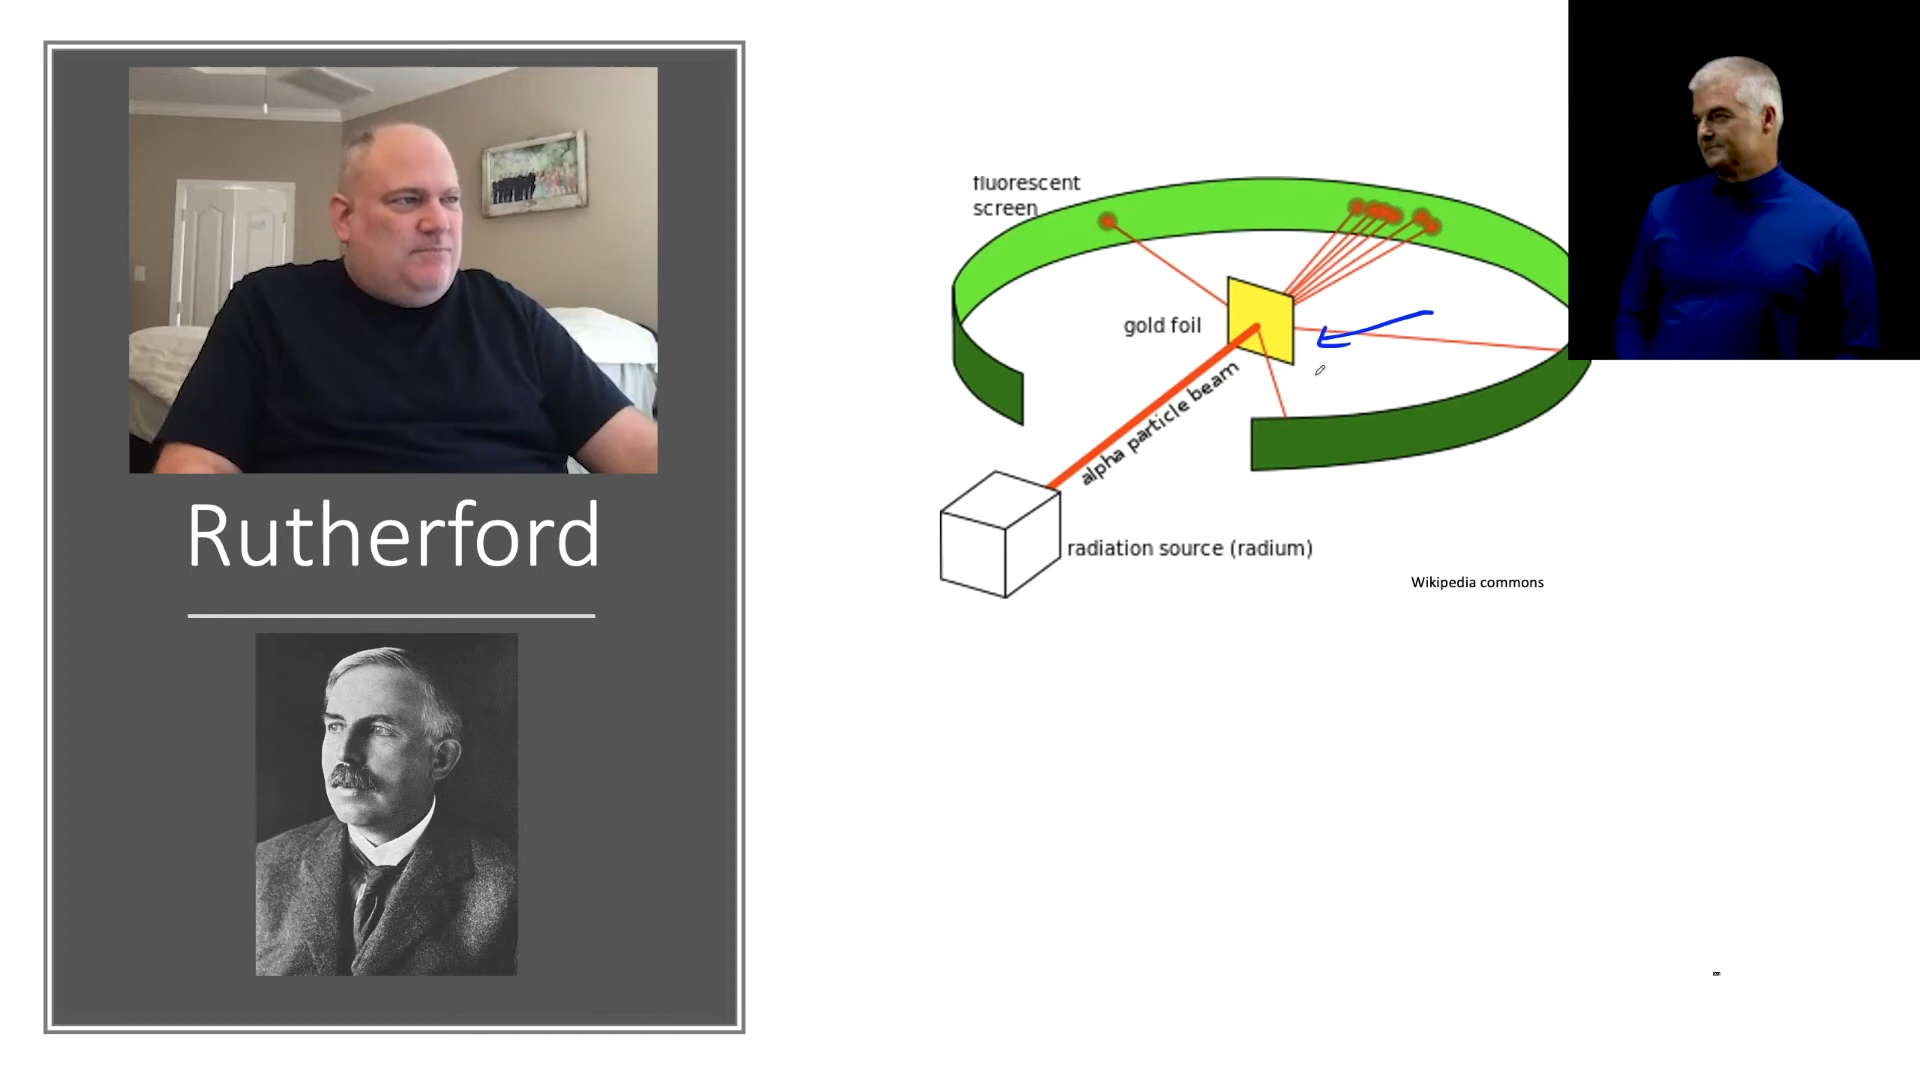 Rutherford
fluorescent
screen
gold foil
alpha particle beam
radiation source (radium)
Wikipedia commons